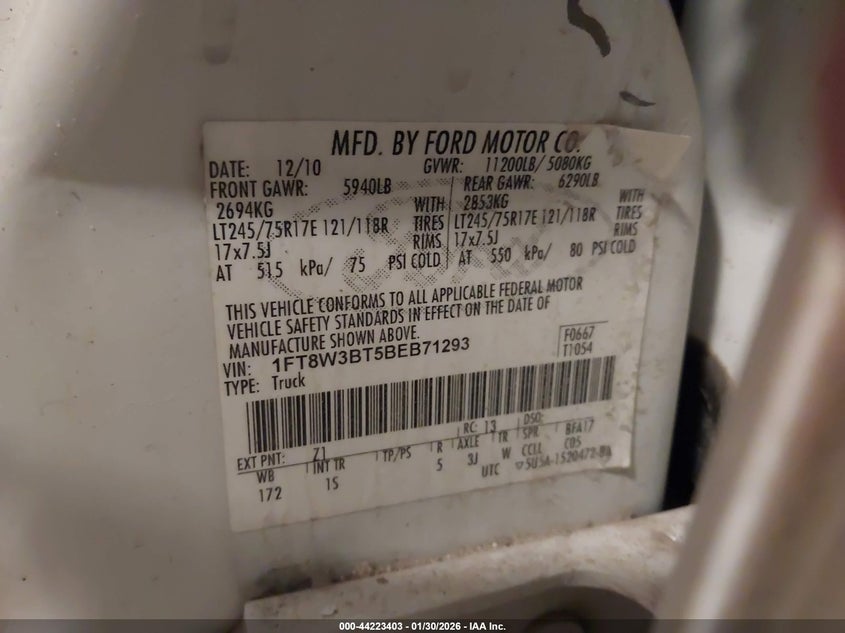 MFD. BY FORD MOTOR CO.
DATE: 12/10 GVWR: 11200LB/ 5080KG
FRONT GAWR: 5940LB REAR GAWR: 6290LB
2694KG WITH 2853KG WITH
LT245/75R17E 121/118R TIRES LT245/75R17E 121/118R TIRES
17x7.5J RIMS 17x7.5J RIMS
AT 515 kPa/ 75 PSI COLD AT 550 kPa/ 80 PSI COLD
THIS VEHICLE CONFORMS TO ALL APPLICABLE FEDERAL MOTOR
VEHICLE SAFETY STANDARDS IN EFFECT ON THE DATE OF
MANUFACTURE SHOWN ABOVE.
VIN: 1FT8W3BT5BEB71293 F0667
TYPE: Truck T1054
EXT PNT: Z1 RC: 13 DSO:
WB INT TR TP/PS R AXLE TR SPR BFA17
172 1S 5 3J W CCLL C05
UTC 5U5A-1520472-BA
000-44223403 - 01/30/2026 - IAA Inc.